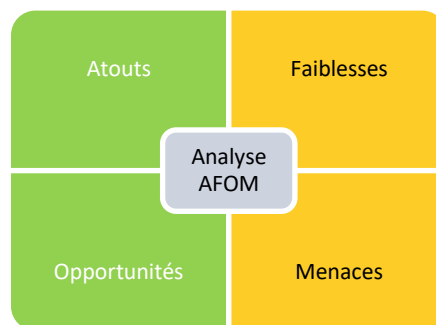 Atouts
Faiblesses
Analyse
AFOM
Opportunités
Menaces